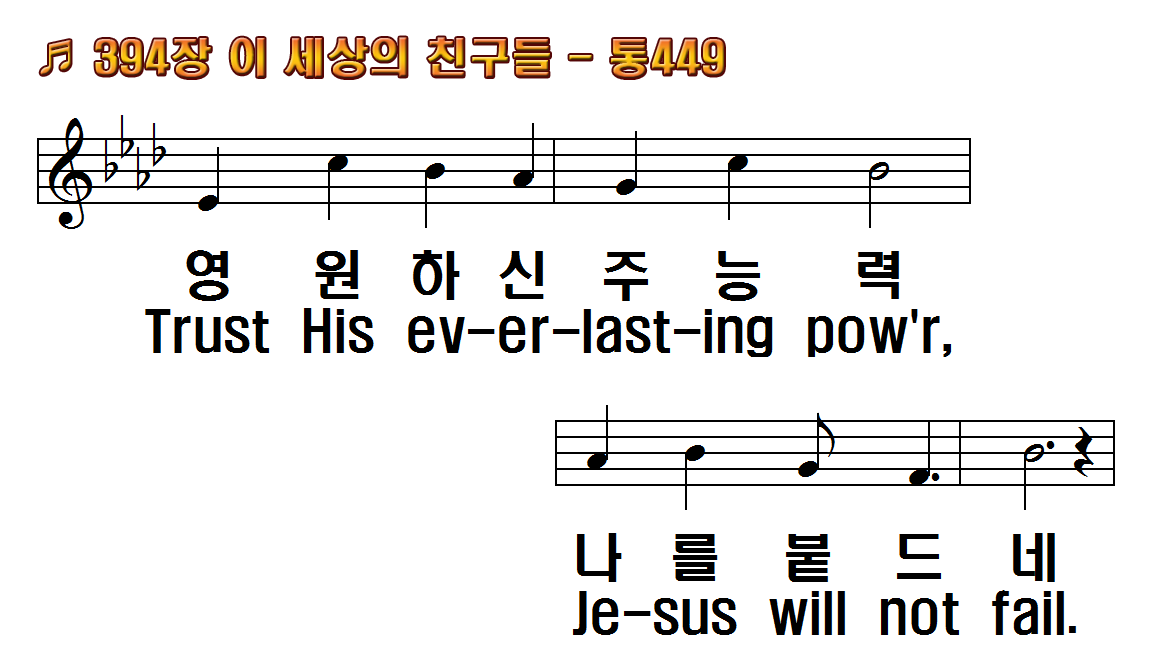 ♬ 394장 이 세상의 친구들 - 통449
영 원 하 신 주 능 력
Trust His ev-er-last-ing pow'r,
나 를 붙 드 네
Je-sus will not fail.